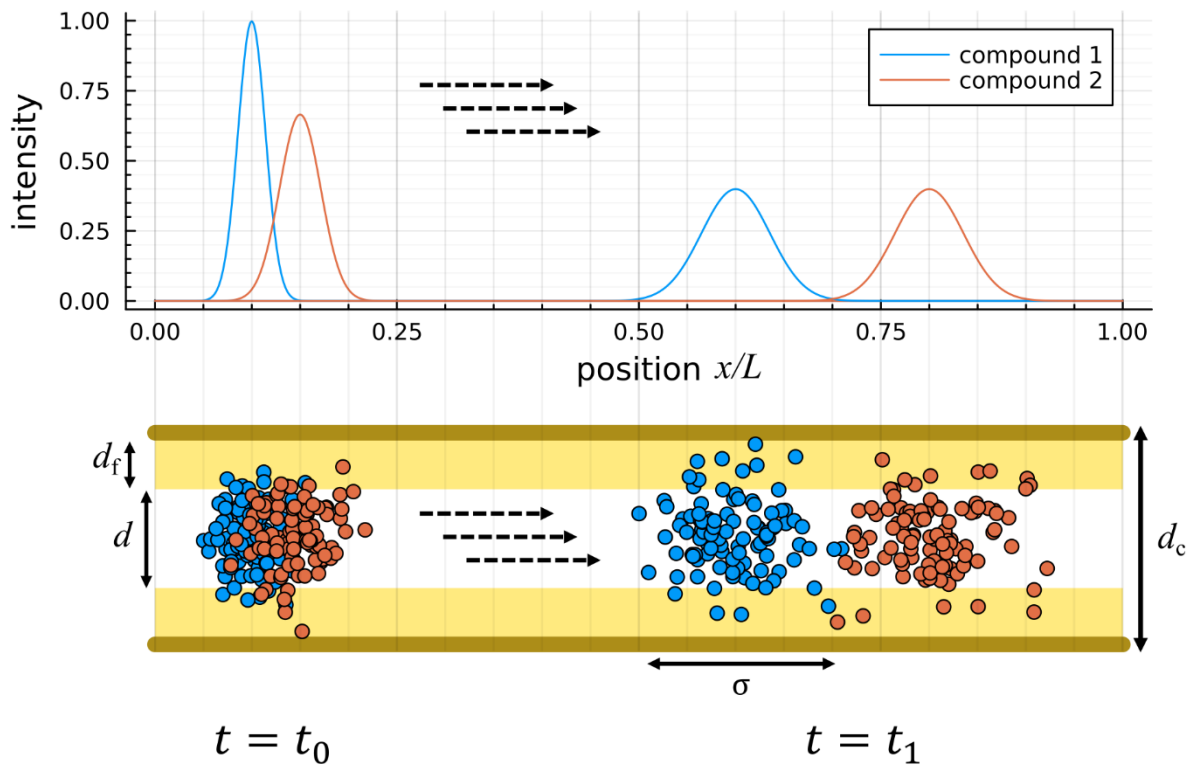 1.00
0.75
0.50
0.25
0.00
intensity
compound 1
compound 2
0.00 0.25 0.50 0.75 1.00
position x/L
d_f
d
d_c
σ
t = t_0
t = t_1